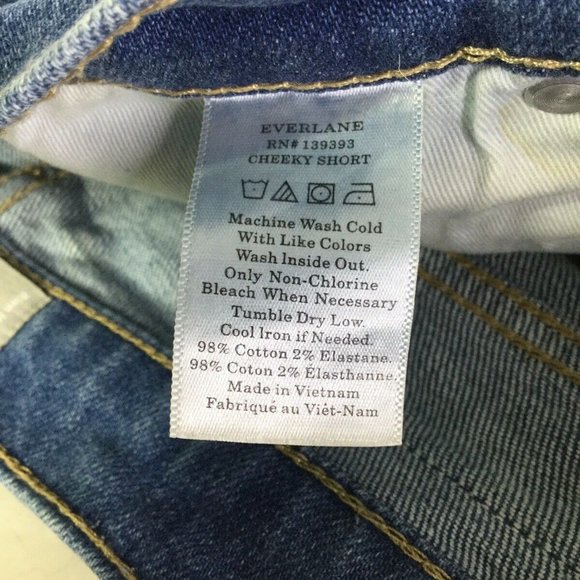 EVERLANE
RN# 139393
CHEEKY SHORT
Machine Wash Cold
With Like Colors
Wash Inside Out.
Only Non-Chlorine
Bleach When Necessary
Tumble Dry Low.
Cool Iron if Needed.
98% Cotton 2% Elastane.
98% Coton 2% Élasthanne.
Made in Vietnam
Fabriqué au Viêt-Nam